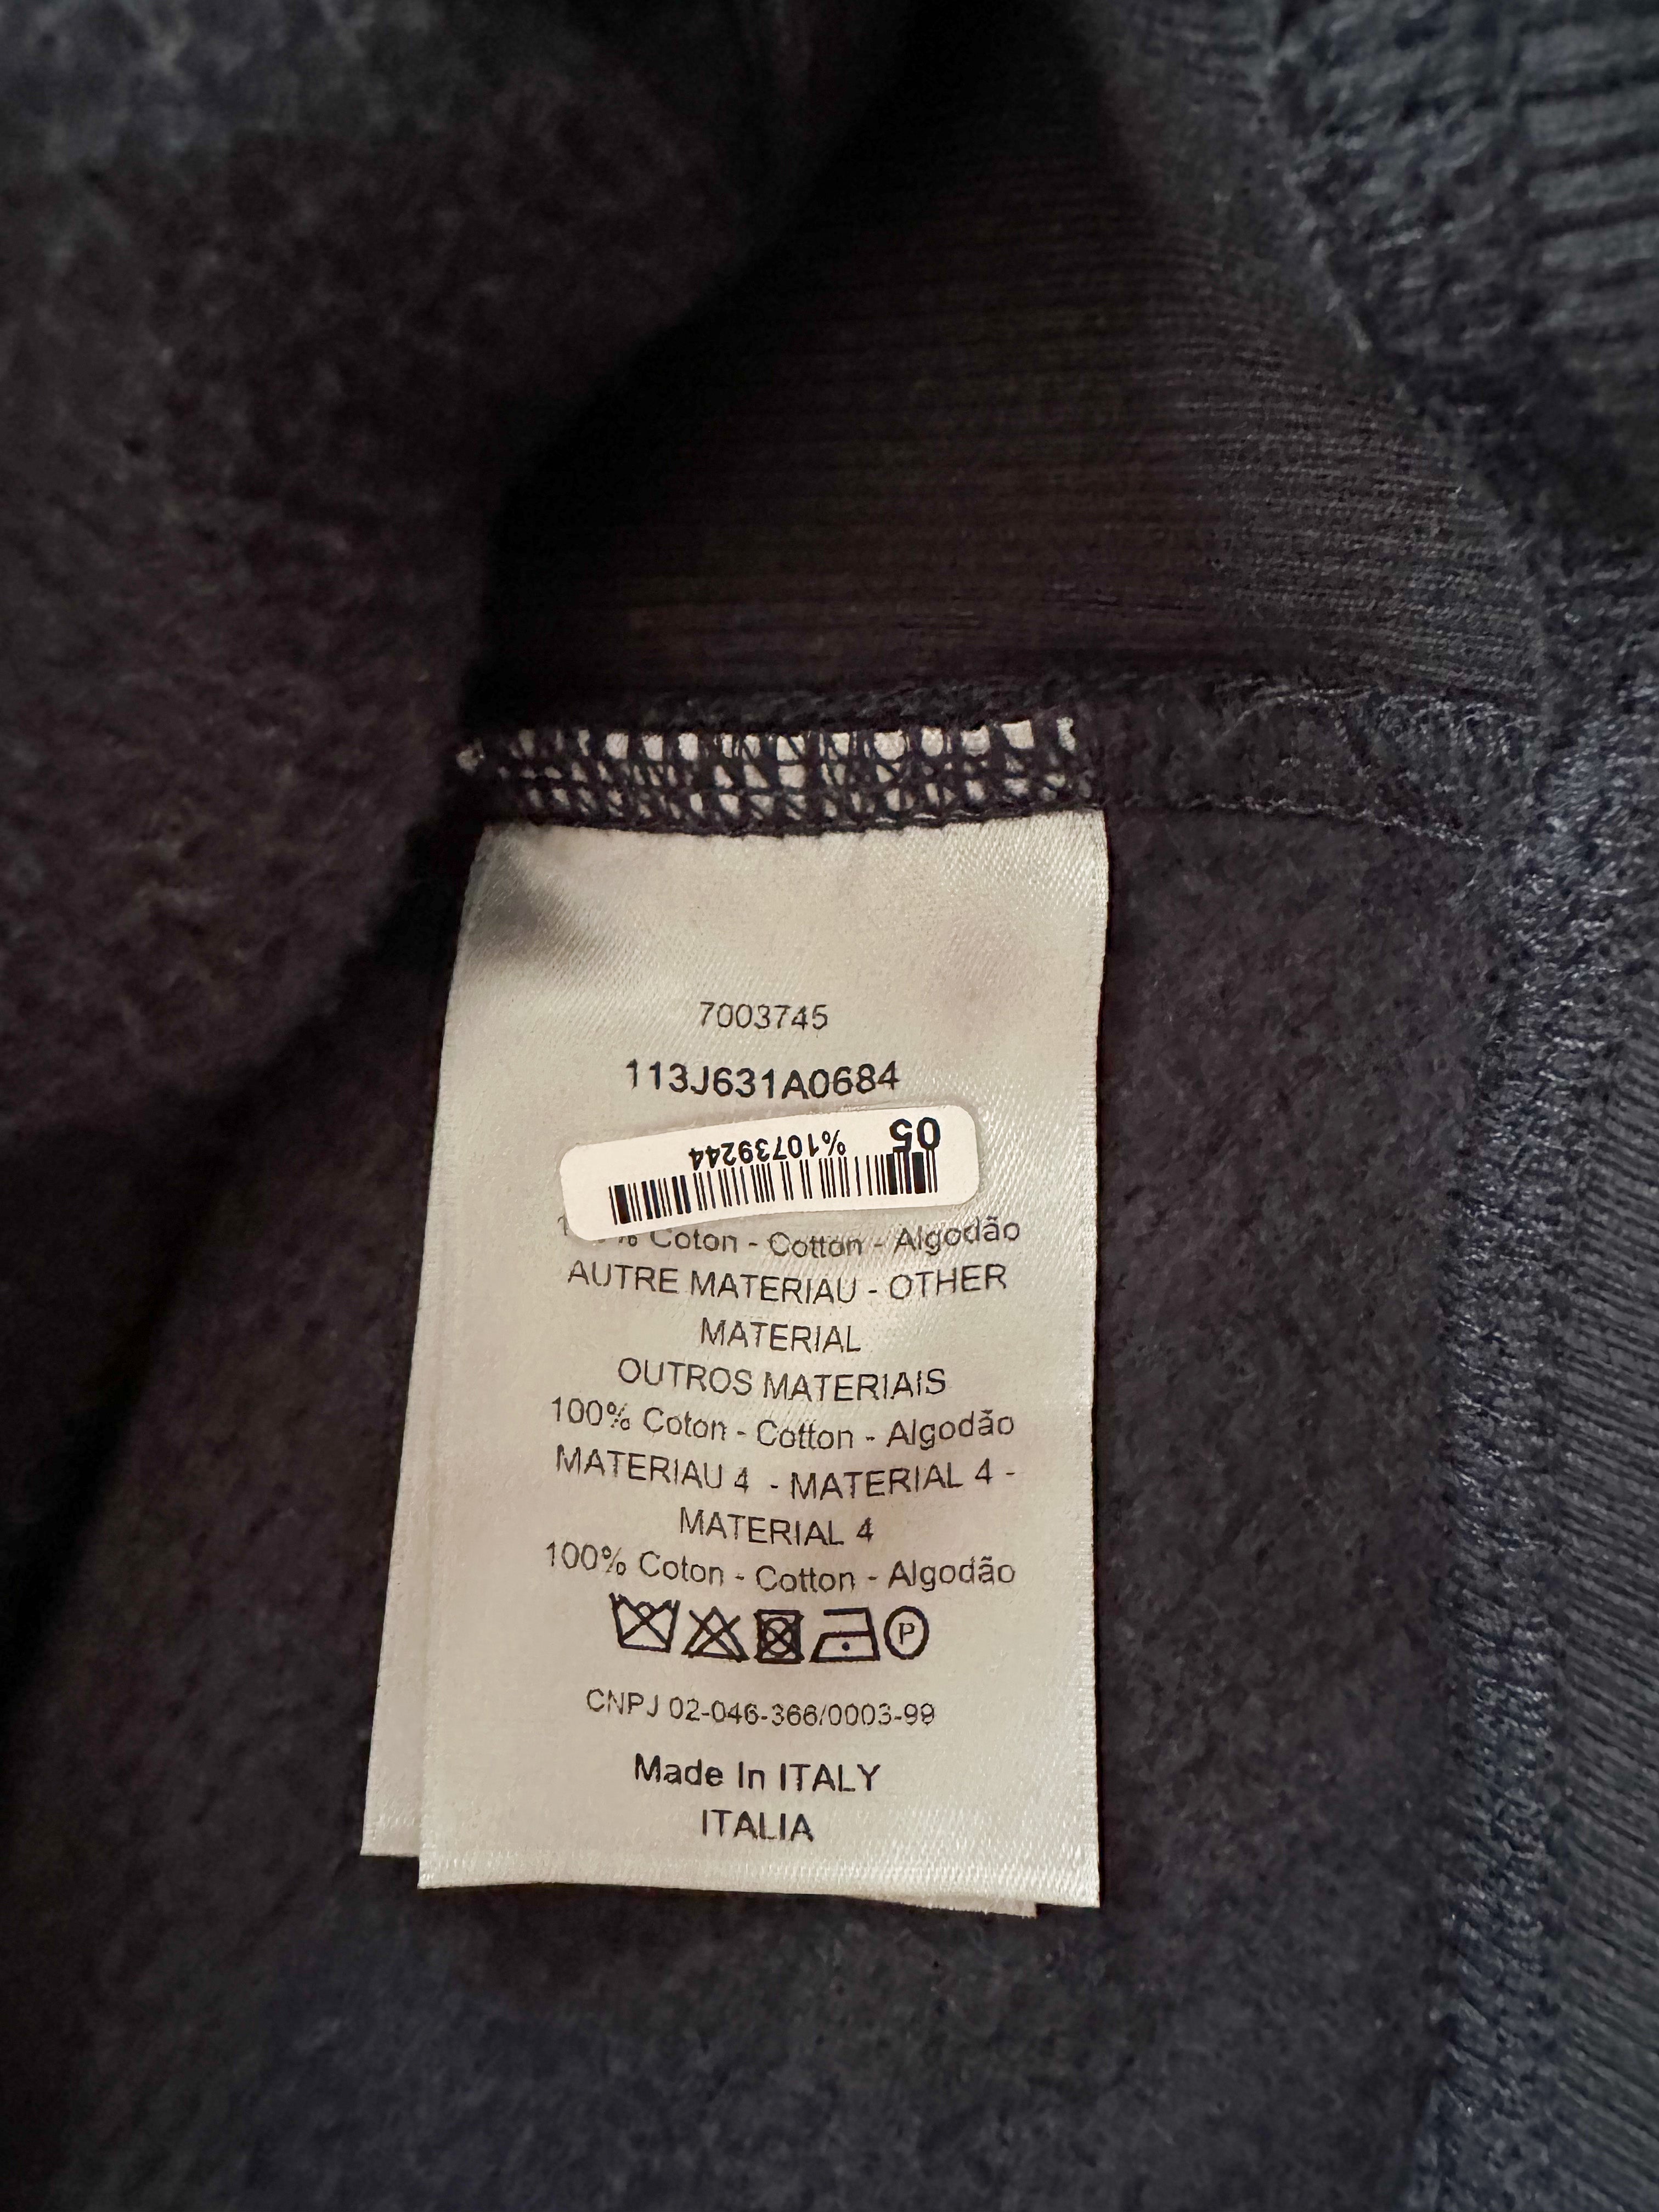 7003745
113J631A0684
05
%10739244
% Coton - Cotton - Algodão
AUTRE MATERIAU - OTHER
MATERIAL
OUTROS MATERIAIS
100% Coton - Cotton - Algodão
MATERIAU 4 - MATERIAL 4 -
MATERIAL 4
100% Coton - Cotton - Algodão
P
CNPJ 02-046-366/0003-99
Made In ITALY
ITALIA